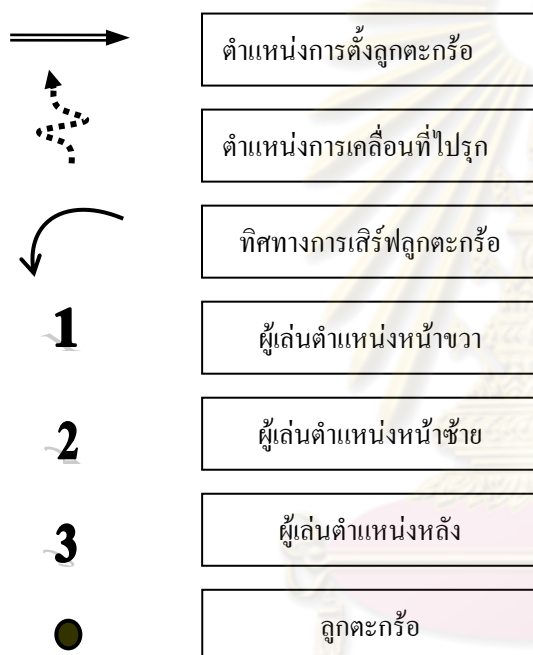 ตำแหน่งการตั้งลูกตะกร้อ
ตำแหน่งการเคลื่อนที่ไปรุก
ทิศทางการเสิร์ฟลูกตะกร้อ
1 ผู้เล่นตำแหน่งหน้าขวา
2 ผู้เล่นตำแหน่งหน้าซ้าย
3 ผู้เล่นตำแหน่งหลัง
ลูกตะกร้อ